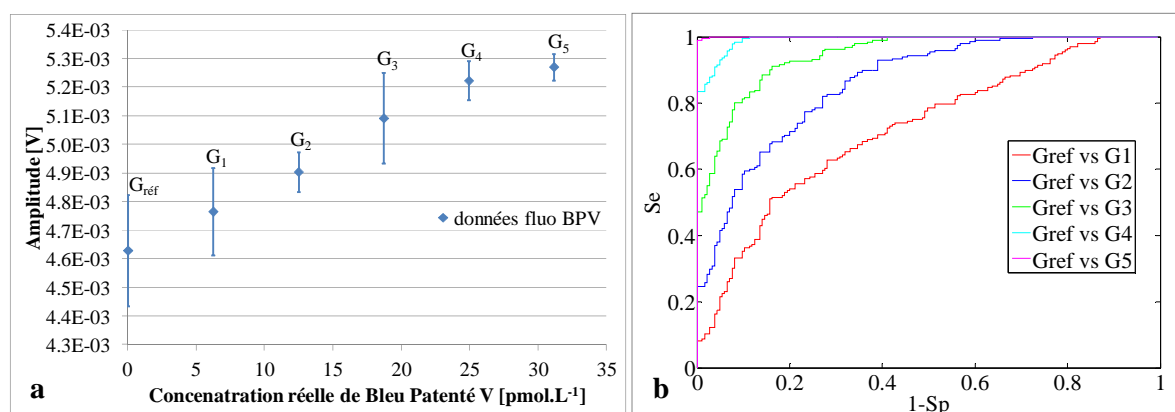 5.4E-03
5.3E-03
5.2E-03
5.1E-03
5.0E-03
4.9E-03
4.8E-03
4.7E-03
4.6E-03
4.5E-03
4.4E-03
4.3E-03
Amplitude [V]
Gréf
G1
G2
G3
G4
G5
données fluo BPV
0 5 10 15 20 25 30 35
Concenatration réelle de Bleu Patenté V [pmol.L-1]
a
1
0.8
0.6
0.4
0.2
0
Se
Gref vs G1
Gref vs G2
Gref vs G3
Gref vs G4
Gref vs G5
0 0.2 0.4 0.6 0.8 1
1-Sp
b